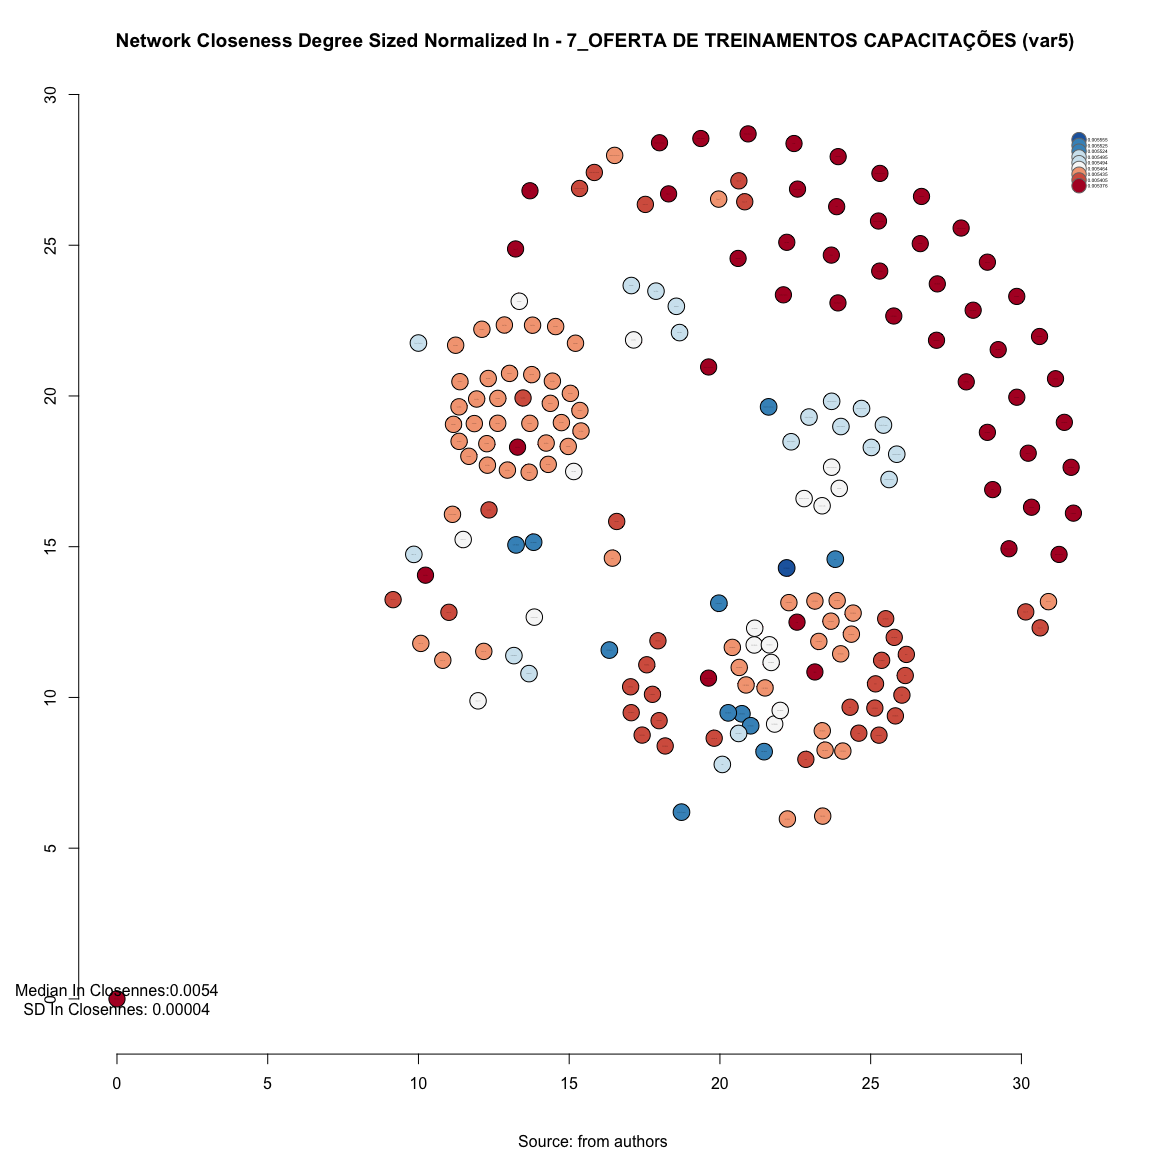 Network Closeness Degree Sized Normalized In - 7_OFERTA DE TREINAMENTOS CAPACITAÇÕES (var5)
30
25
20
15
10
5
0
Median In Closennes:0.0054
SD In Closennes: 0.00004
0 5 10 15 20 25 30
Source: from authors